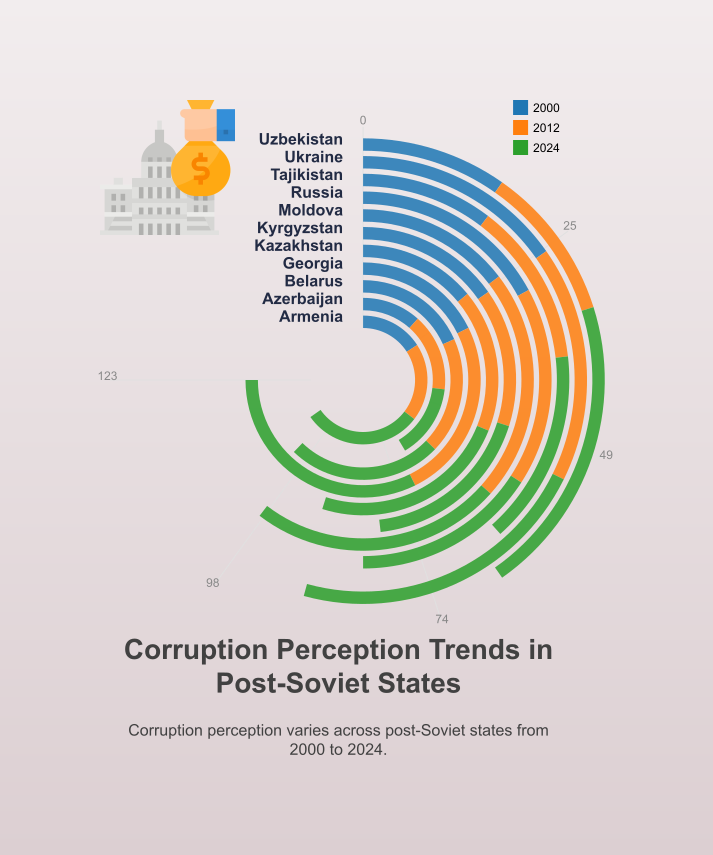 0
2000
2012
2024
$
Uzbekistan
Ukraine
Tajikistan
Russia
Moldova
Kyrgyzstan
Kazakhstan
Georgia
Belarus
Azerbaijan
Armenia
25
123
49
98
74
Corruption Perception Trends in
Post-Soviet States
Corruption perception varies across post-Soviet states from
2000 to 2024.